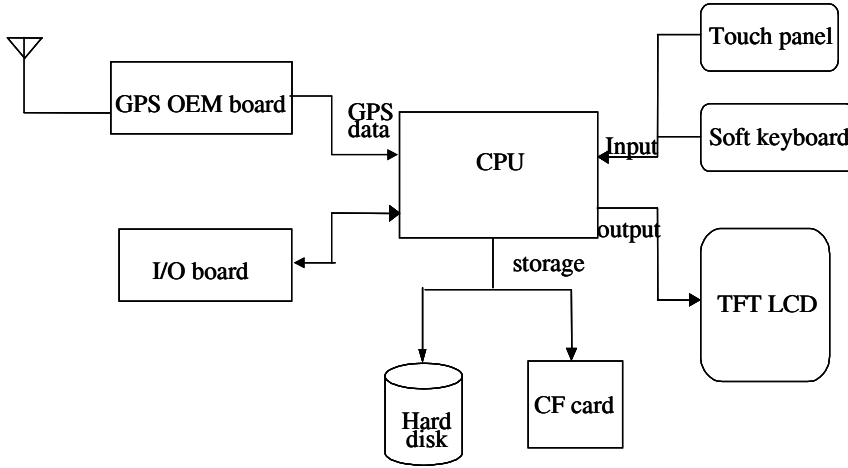 Touch panel
GPS OEM board
GPS
data
Soft keyboard
Input
CPU
output
I/O board
storage
TFT LCD
Hard
disk
CF card